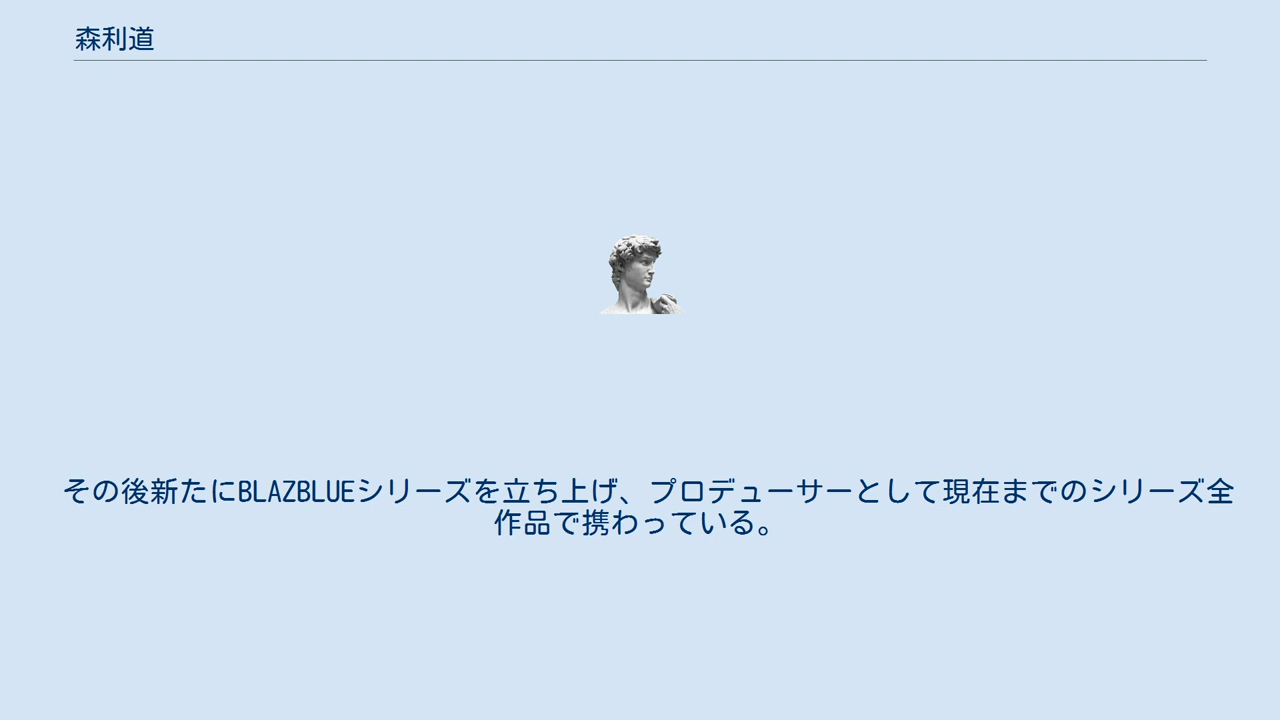 森利道
その後新たにBLAZBLUEシリーズを立ち上げ、プロデューサーとして現在までのシリーズ全
作品で携わっている。